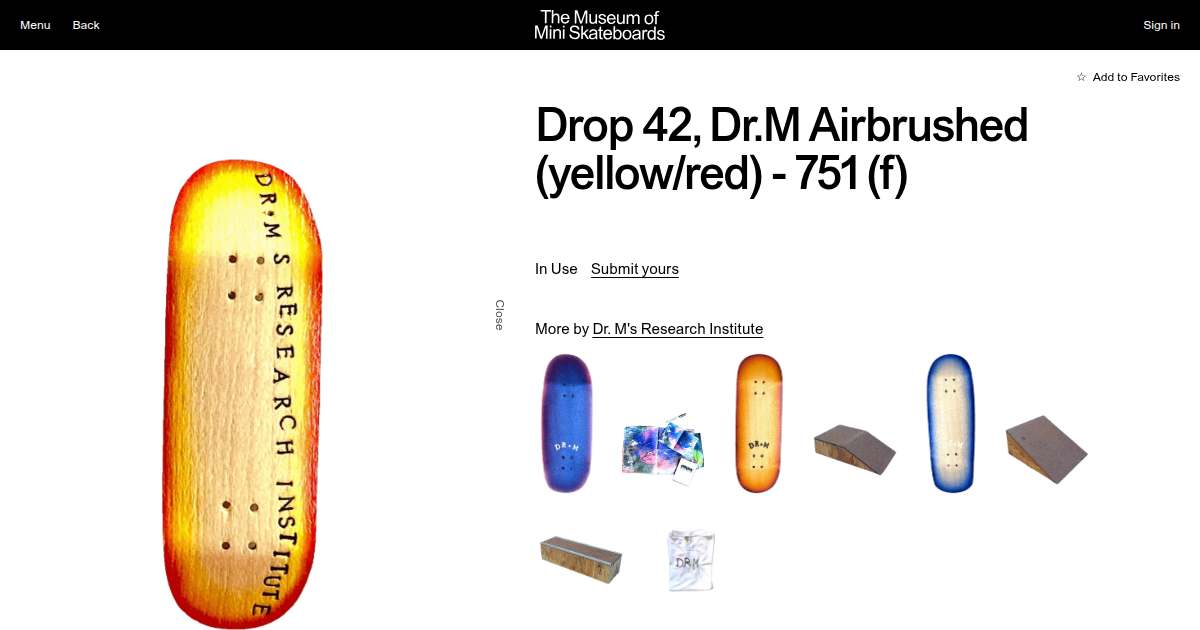 Menu Back
The Museum of
Mini Skateboards
Sign in
☆ Add to Favorites
Drop 42, Dr.M Airbrushed
(yellow/red) - 751 (f)
DR•M S RESEARCH INSTITUTE
In Use Submit yours
Close
More by Dr. M's Research Institute
DR•M
DR•M
DR•M
DRM